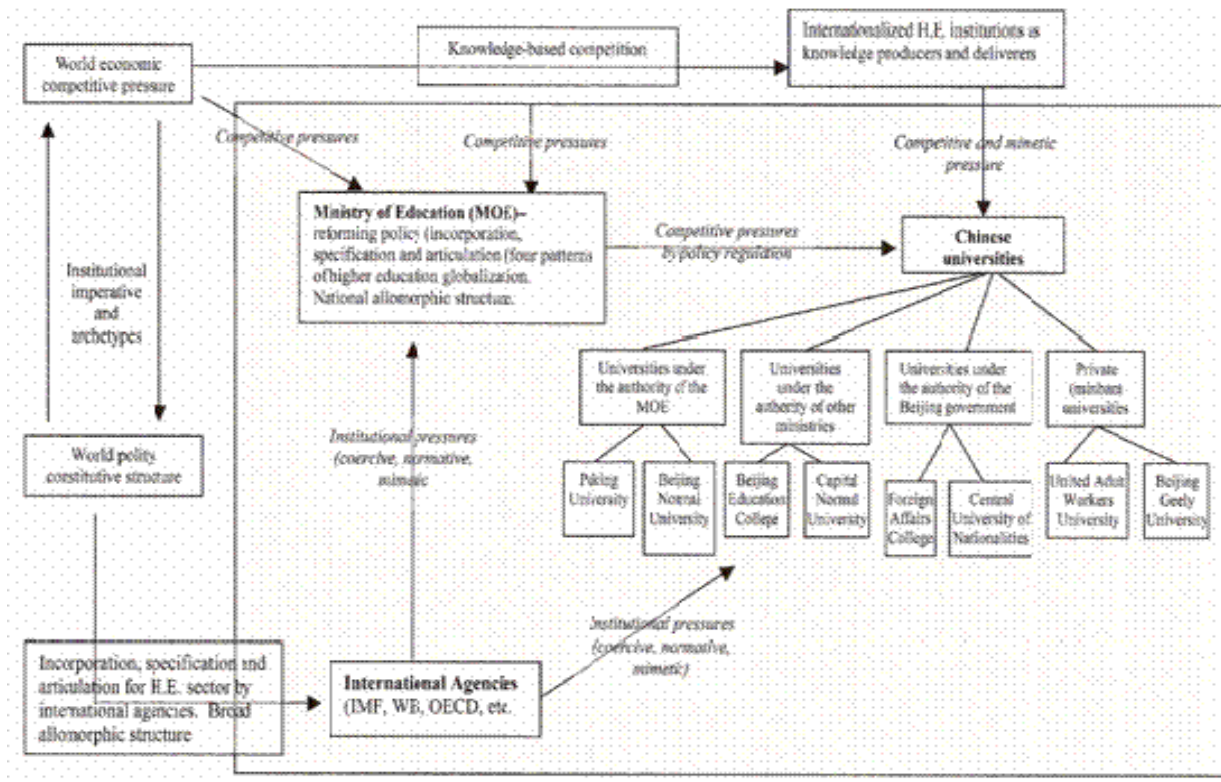 World economic
competitive pressure
Knowledge-based competition
Internationalized H.E. institutions as
knowledge producers and deliverers
Competitive pressures
Competitive pressures
Competitive and mimetic
pressure
Ministry of Education (MOE)–
reforming policy (incorporation,
specification and articulation (four patterns
of higher education globalization.
National allomorphic structure.
Competitive pressures
by policy regulation
Chinese
universities
Institutional
imperative
and
archetypes
Universities under
the authority of the
MOE
Universities
under the
authority of other
ministries
Universities under
the authority of the
Beijing government
Private
(minban
universities
World polity
constitutive structure
Institutional pressures
(coercive, normative,
mimetic
Peking
University
Beijing
Normal
University
Beijing
Education
College
Capital
Normal
University
Foreign
Affairs
College
Central
University of
Nationalities
United Adult
Workers
University
Beijing
Geely
University
Institutional pressures
(coercive, normative,
mimetic)
Incorporation, specification and
articulation for H.E. sector by
international agencies. Broad
allomorphic structure
International Agencies
(IMF, WB, OECD, etc.